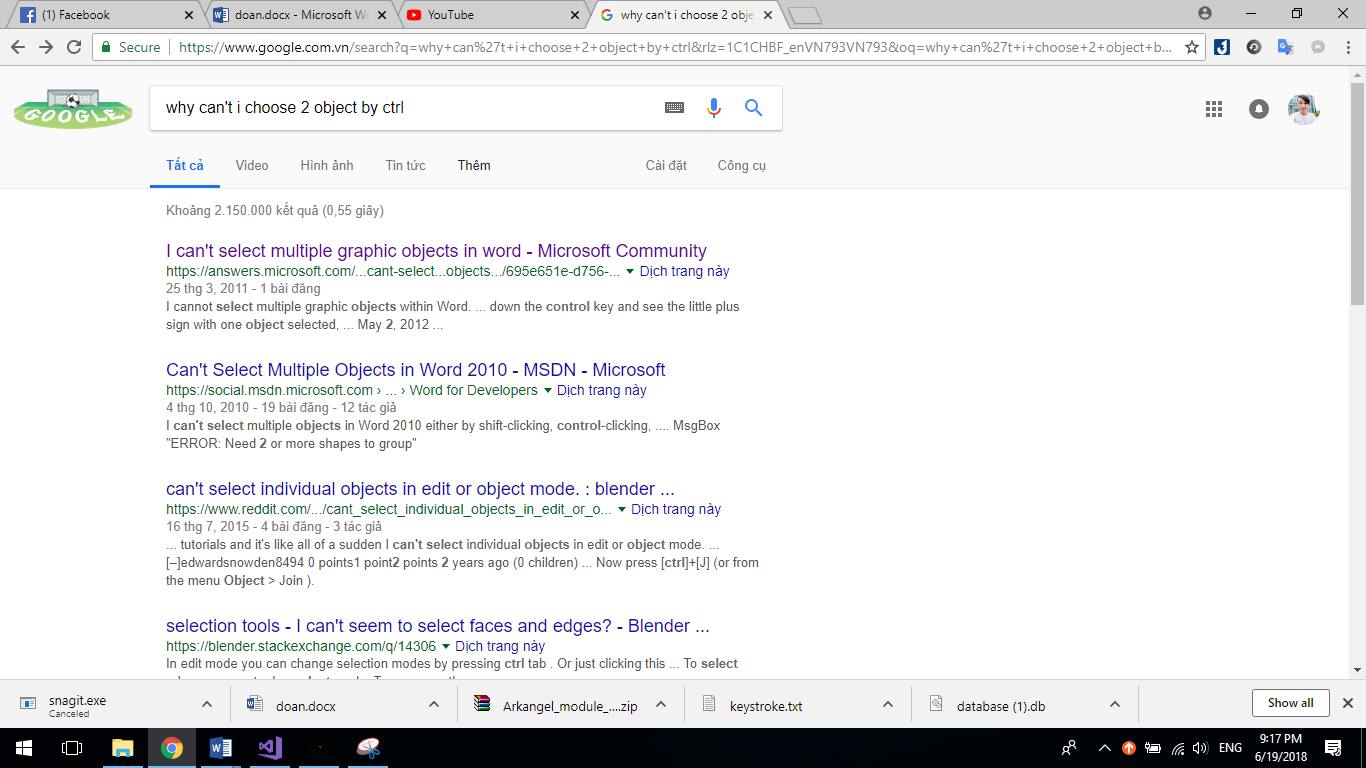 (1) Facebook
doan.docx - Microsoft Wo
YouTube
why can't i choose 2 obje
Secure
https://www.google.com.vn/search?q=why+can%27t+i+choose+2+object+by+ctrl&rlz=1C1CHBF_enVN793VN793&oq=why+can%27t+i+choose+2+object+b...
GOOGLE
why can't i choose 2 object by ctrl
Tất cả
Video
Hình ảnh
Tin tức
Thêm
Cài đặt
Công cụ
Khoảng 2.150.000 kết quả (0,55 giây)
I can't select multiple graphic objects in word - Microsoft Community
https://answers.microsoft.com/...cant-select...objects.../695e651e-d756-... Dịch trang này
25 thg 3, 2011 - 1 bài đăng
I cannot select multiple graphic objects within Word. ... down the control key and see the little plus
sign with one object selected, ... May 2, 2012 ...
Can't Select Multiple Objects in Word 2010 - MSDN - Microsoft
https://social.msdn.microsoft.com › ... › Word for Developers Dịch trang này
4 thg 10, 2010 - 19 bài đăng - 12 tác giả
I can't select multiple objects in Word 2010 either by shift-clicking, control-clicking, .... MsgBox
"ERROR: Need 2 or more shapes to group"
can't select individual objects in edit or object mode. : blender ...
https://www.reddit.com/.../cant_select_individual_objects_in_edit_or_o... Dịch trang này
16 thg 7, 2015 - 4 bài đăng - 3 tác giả
... tutorials and it's like all of a sudden I can't select individual objects in edit or object mode. ...
[–]edwardsnowden8494 0 points1 point2 points 2 years ago (0 children) ... Now press [ctrl]+[J] (or from
the menu Object > Join ).
selection tools - I can't seem to select faces and edges? - Blender ...
https://blender.stackexchange.com/q/14306 Dịch trang này
In edit mode you can change selection modes by pressing ctrl tab . Or just clicking this ... To select
snagit.exe
Canceled
doan.docx
Arkangel_module_....zip
keystroke.txt
database (1).db
Show all
ENG
9:17 PM
6/19/2018